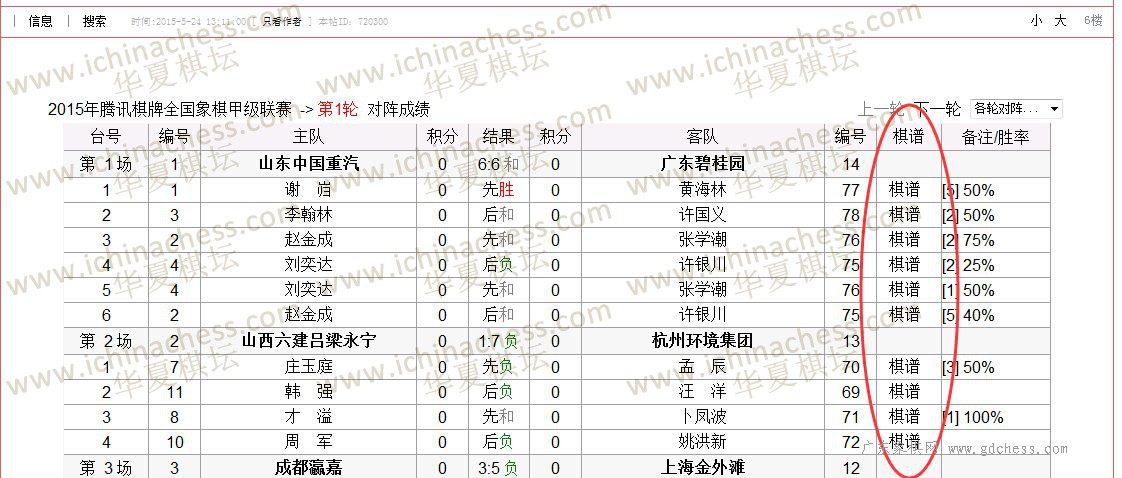 信息 | 搜索 时间:2015-5-24 13:11:00 [ 只看作者 ] 本帖ID: 720300 小 大 6楼
2015年腾讯棋牌全国象棋甲级联赛 -> 第1轮 对阵成绩 上一轮 下一轮 各轮对阵...
台号 编号 主队 积分 结果 积分 客队 编号 棋谱 备注/胜率
第 1 场 1 山东中国重汽 0 6:6 和 0 广东碧桂园 14
1 1 谢 岿 0 先胜 0 黄海林 77 棋谱 [5] 50%
2 3 李翰林 0 后和 0 许国义 78 棋谱 [2] 50%
3 2 赵金成 0 先和 0 张学潮 76 棋谱 [2] 75%
4 4 刘奕达 0 后负 0 许银川 75 棋谱 [2] 25%
5 4 刘奕达 0 先和 0 张学潮 76 棋谱 [1] 50%
6 2 赵金成 0 后和 0 许银川 75 棋谱 [5] 40%
第 2 场 2 山西六建吕梁永宁 0 1:7 负 0 杭州环境集团 13
1 7 庄玉庭 0 先负 0 孟 辰 70 棋谱 [3] 50%
2 11 韩 强 0 后负 0 汪 洋 69 棋谱
3 8 才 溢 0 先和 0 卜凤波 71 棋谱 [1] 100%
4 10 周 军 0 后负 0 姚洪新 72 棋谱
第 3 场 3 成都瀛嘉 0 3:5 负 0 上海金外滩 12
www.ichinachess.com
华夏棋坛
广东象棋网 www.gdchess.com